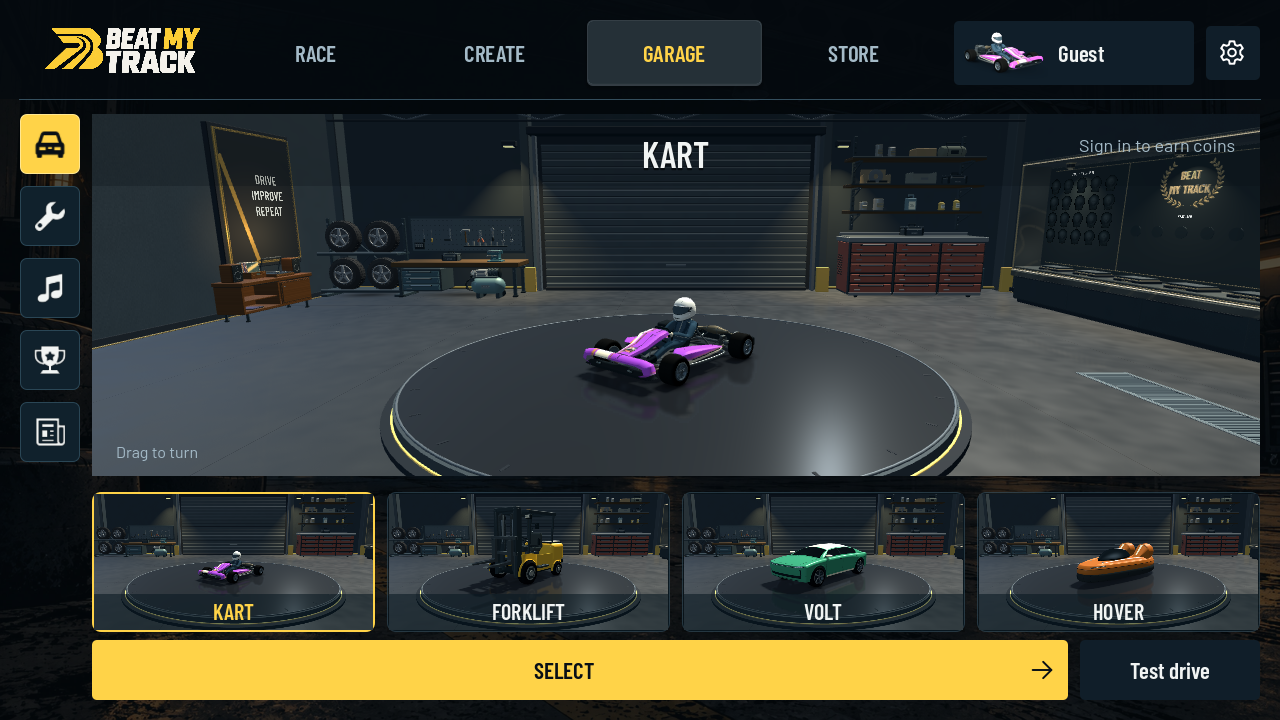 BEAT MY TRACK
RACE
CREATE
GARAGE
STORE
Guest
KART
Sign in to earn coins
DRIVE
IMPROVE
REPEAT
BEAT
MY TRACK
Drag to turn
KART
FORKLIFT
VOLT
HOVER
SELECT
Test drive